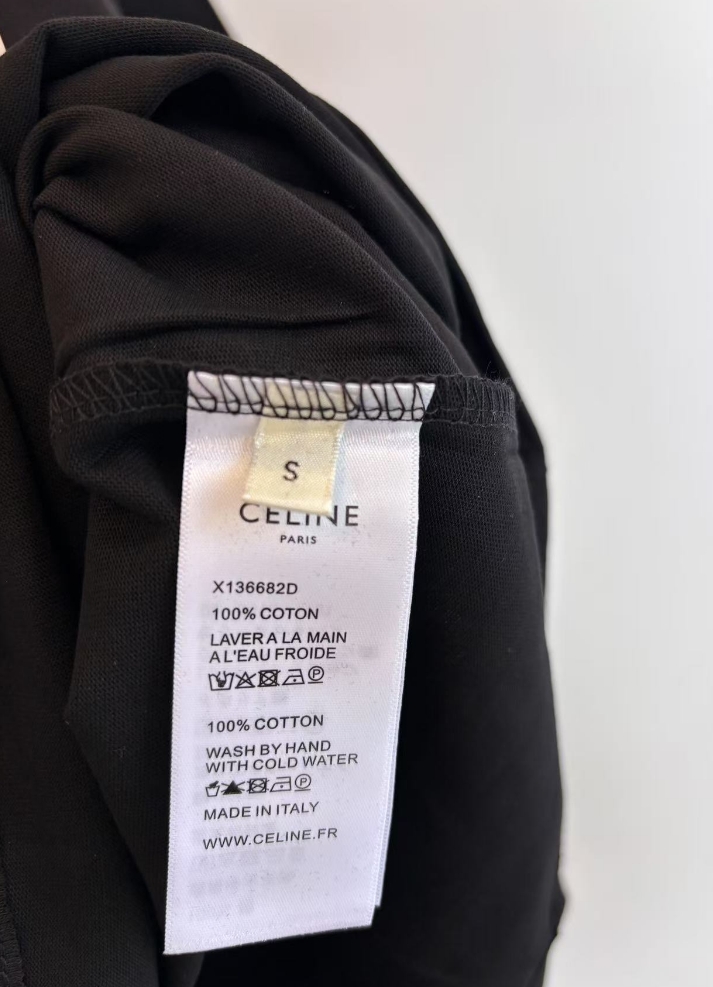 S
CELINE
PARIS
X136682D
100% COTON
LAVER A LA MAIN
A L'EAU FROIDE
100% COTTON
WASH BY HAND
WITH COLD WATER
MADE IN ITALY
WWW.CELINE.FR